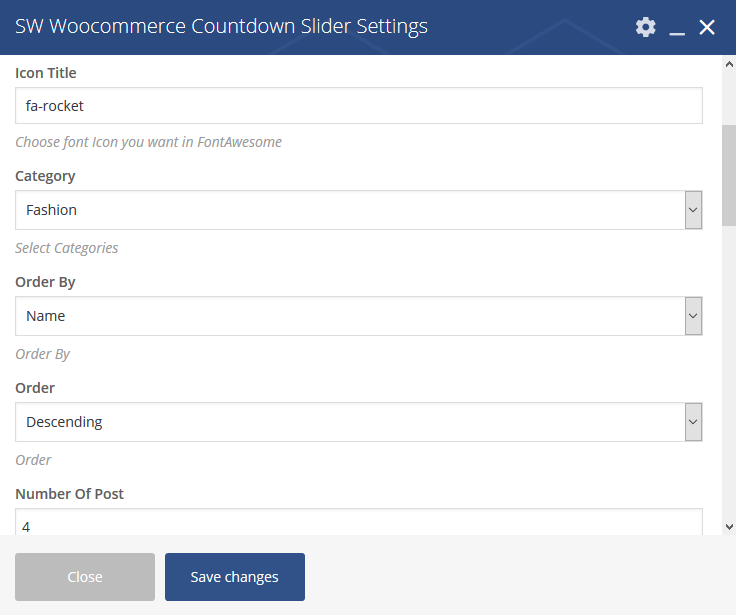 SW Woocommerce Countdown Slider Settings
Icon Title
fa-rocket
Choose font Icon you want in FontAwesome
Category
Fashion
Select Categories
Order By
Name
Order By
Order
Descending
Order
Number Of Post
4
Close
Save changes